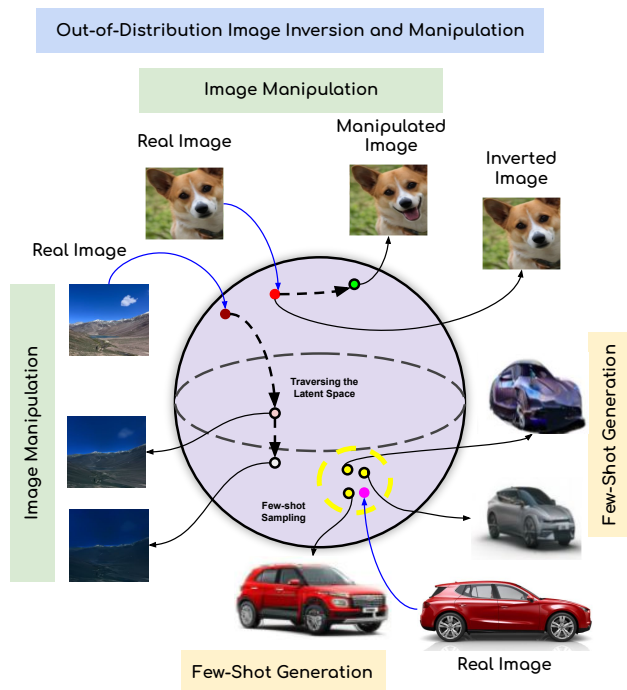 Out-of-Distribution Image Inversion and Manipulation
Image Manipulation
Real Image
Manipulated
Image
Inverted
Image
Real Image
Image Manipulation
Traversing the
Latent Space
Few-shot
Sampling
Few-Shot Generation
Few-Shot Generation
Real Image